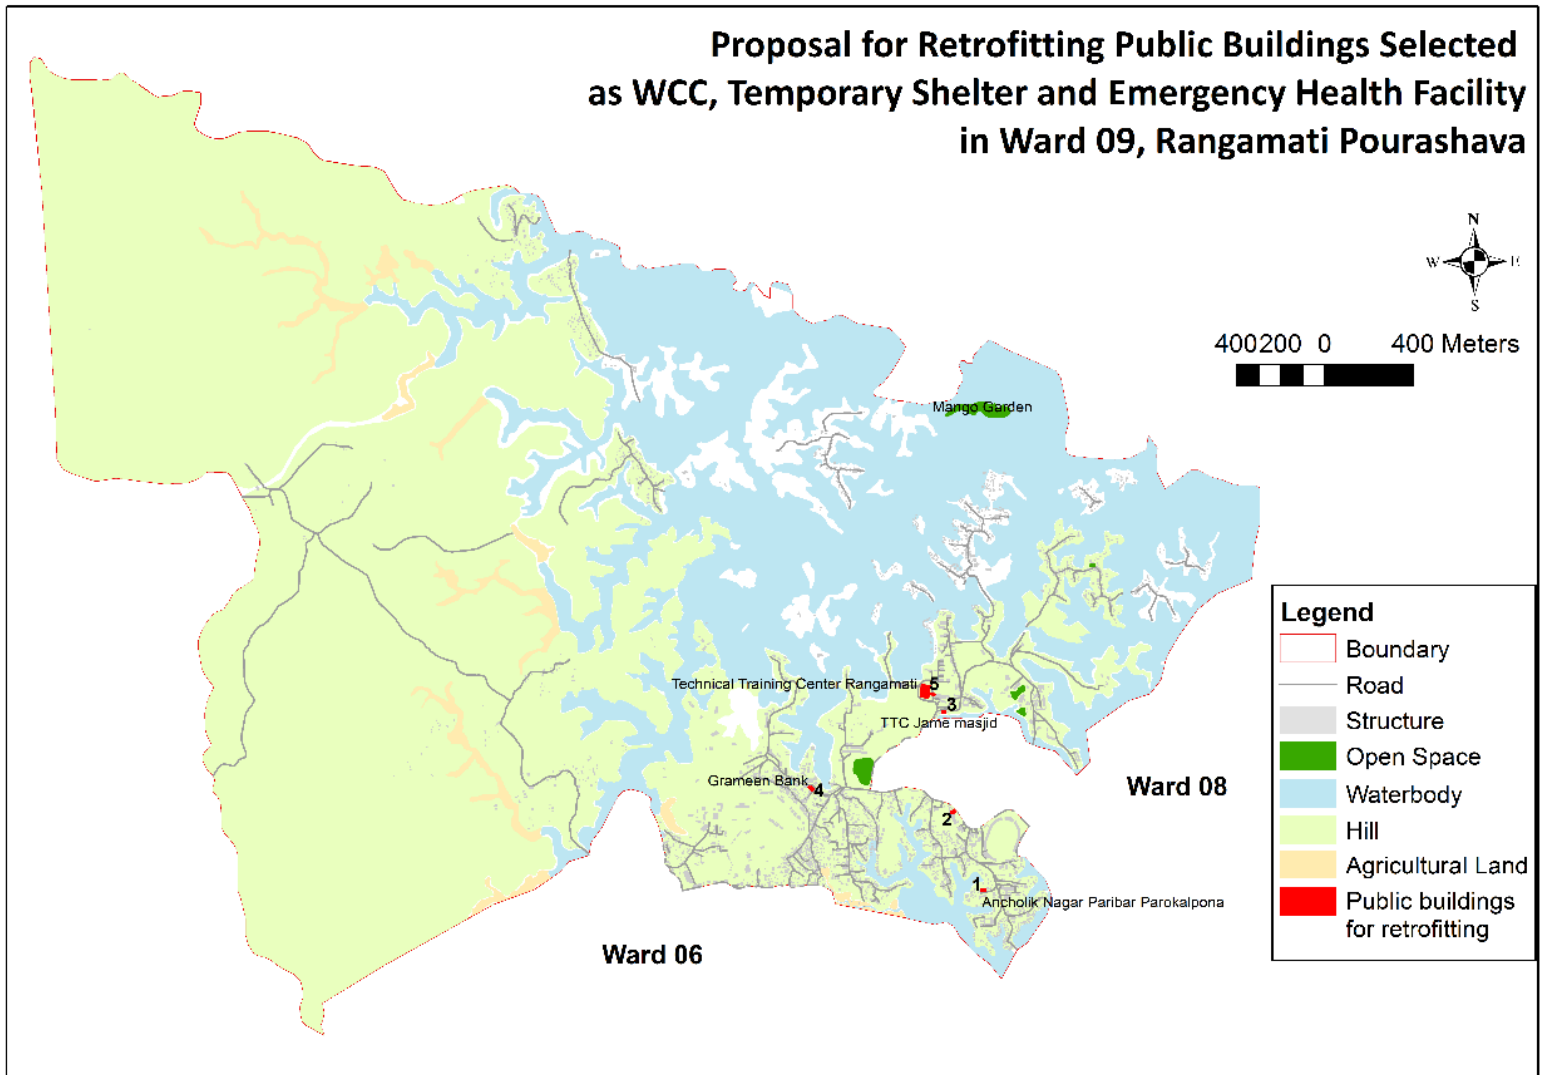 Proposal for Retrofitting Public Buildings Selected
as WCC, Temporary Shelter and Emergency Health Facility
in Ward 09, Rangamati Pourashava
N
W E
S
400 200 0 400 Meters
Mango Garden
Technical Training Center Rangamati 5
3
TTC Jame masjid
Grameen Bank 4
Ward 08
2
1
Ancholik Nagar Paribar Parokalpona
Ward 06
Legend
Boundary
Road
Structure
Open Space
Waterbody
Hill
Agricultural Land
Public buildings
for retrofitting